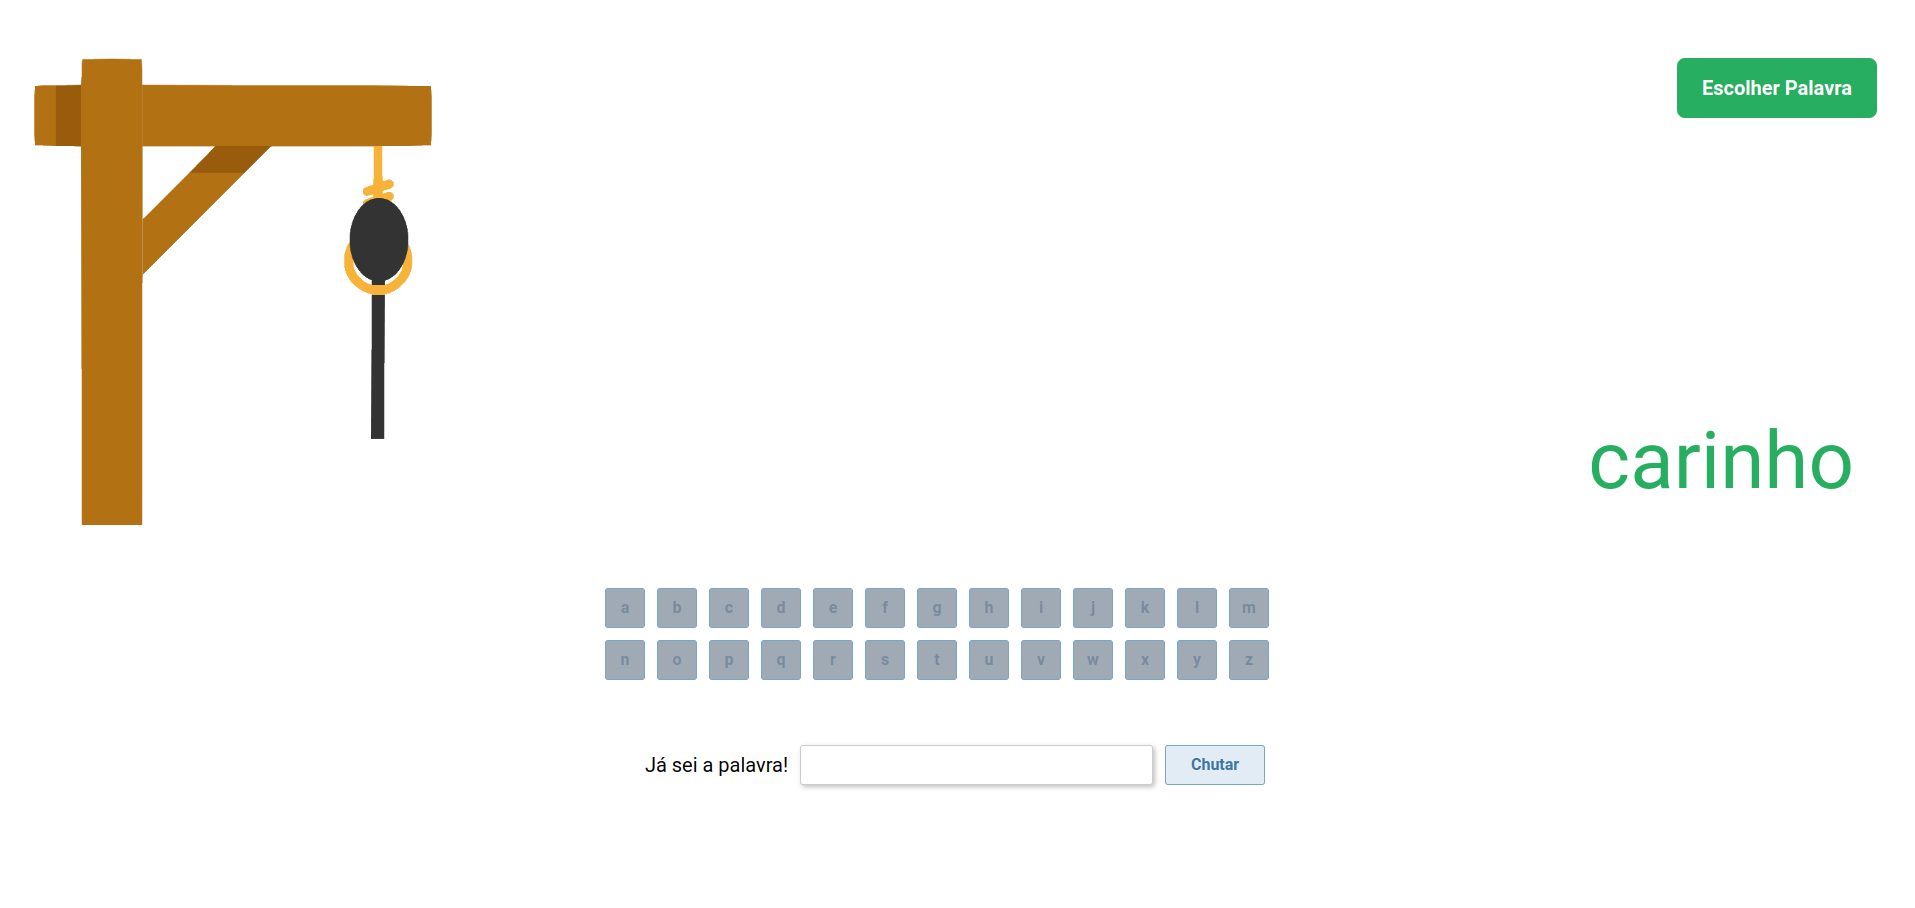 Escolher Palavra
carinho
a b c d e f g h i j k l m
n o p q r s t u v w x y z
Já sei a palavra! Chutar